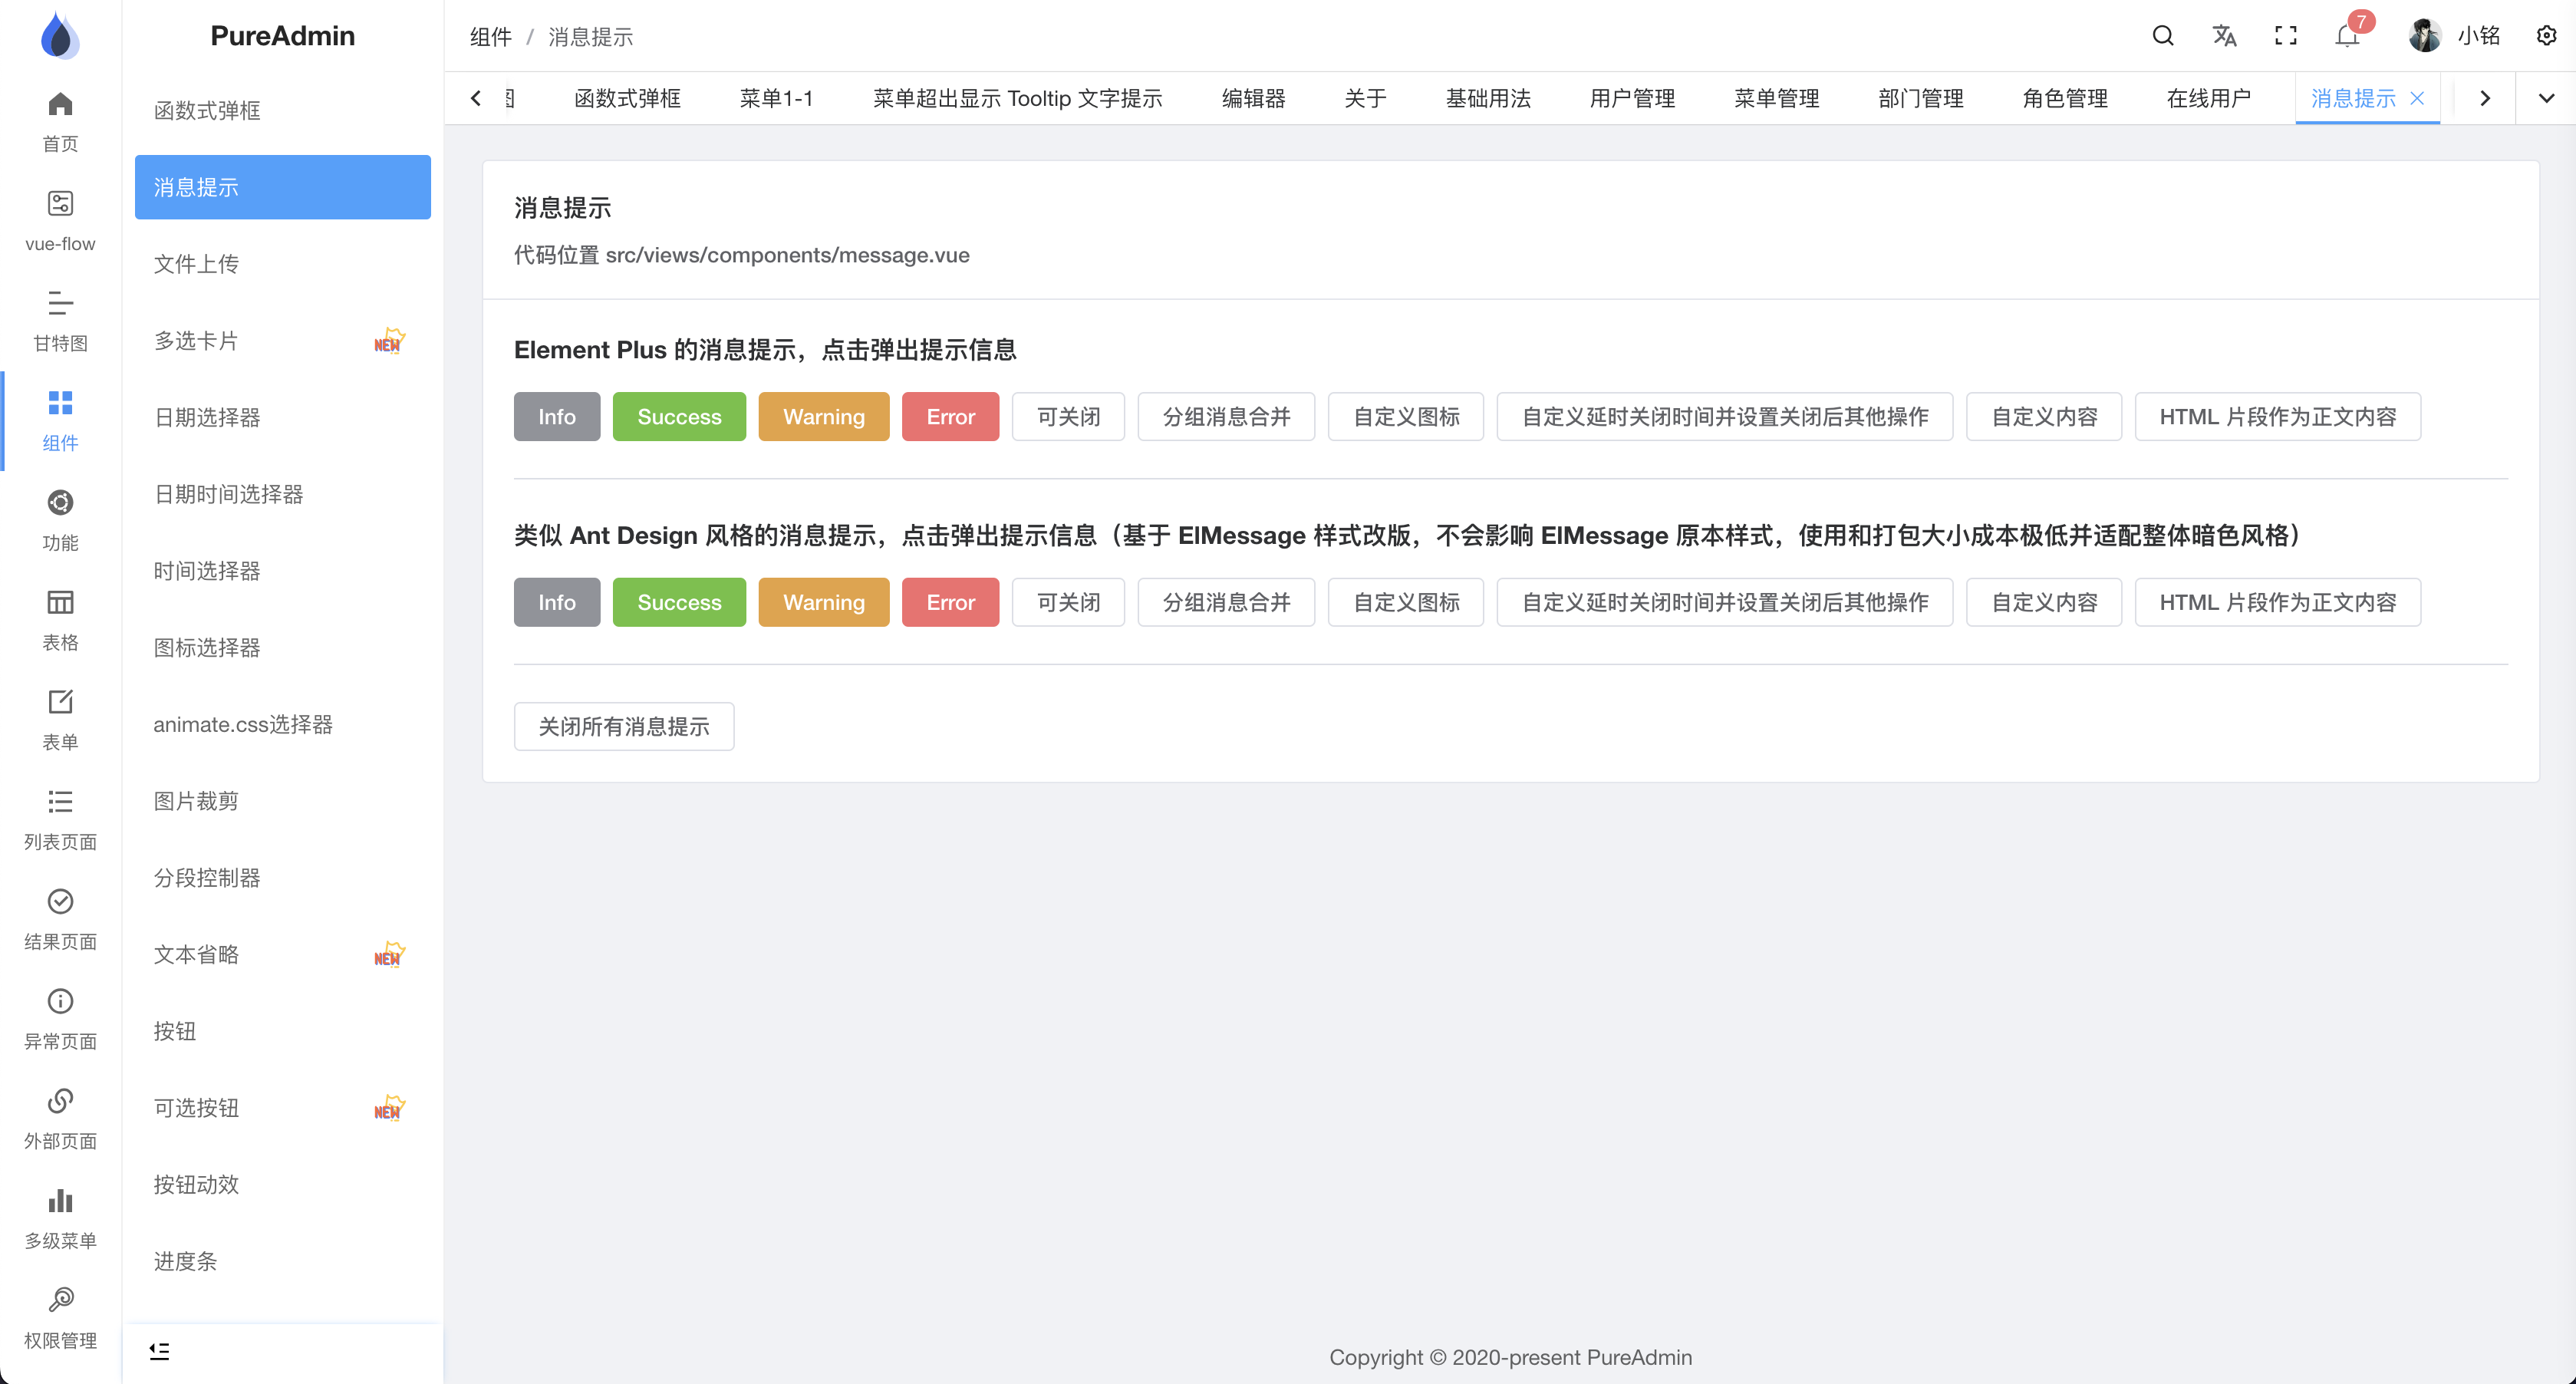 PureAdmin
首页
vue-flow
甘特图
组件
功能
表格
表单
列表页面
结果页面
异常页面
外部页面
多级菜单
权限管理
函数式弹框
消息提示
文件上传
多选卡片 NEW
日期选择器
日期时间选择器
时间选择器
图标选择器
animate.css选择器
图片裁剪
分段控制器
文本省略 NEW
按钮
可选按钮 NEW
按钮动效
进度条
组件 / 消息提示
7 小铭
图 函数式弹框 菜单1-1 菜单超出显示 Tooltip 文字提示 编辑器 关于 基础用法 用户管理 菜单管理 部门管理 角色管理 在线用户 消息提示
消息提示
代码位置 src/views/components/message.vue
Element Plus 的消息提示，点击弹出提示信息
Info Success Warning Error 可关闭 分组消息合并 自定义图标 自定义延时关闭时间并设置关闭后其他操作 自定义内容 HTML 片段作为正文内容
类似 Ant Design 风格的消息提示，点击弹出提示信息（基于 ElMessage 样式改版，不会影响 ElMessage 原本样式，使用和打包大小成本极低并适配整体暗色风格）
Info Success Warning Error 可关闭 分组消息合并 自定义图标 自定义延时关闭时间并设置关闭后其他操作 自定义内容 HTML 片段作为正文内容
关闭所有消息提示
Copyright © 2020-present PureAdmin